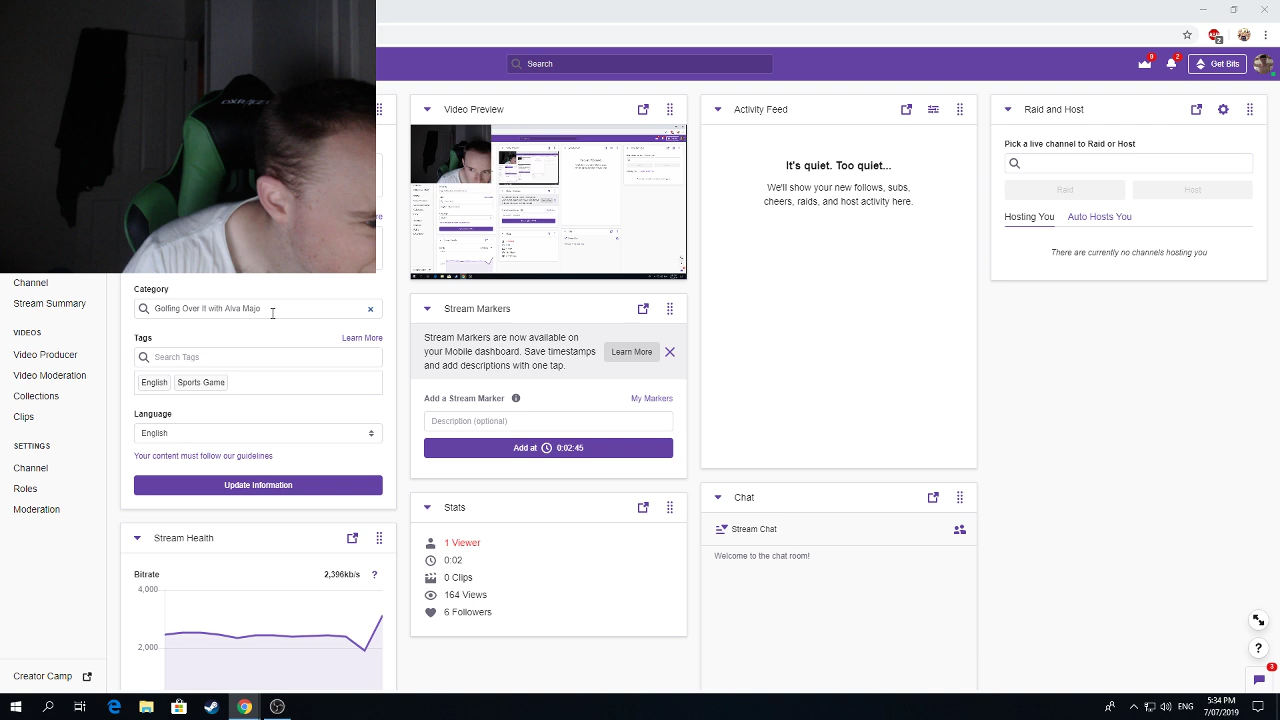 Search
8
2
Get Bits
Channel
Stream Summary
VIDEOS
Video Producer
Video Moderation
Collections
Clips
SETTINGS
Channel
Roles
Moderation
Creator Camp
Category
Golfing Over It with Alva Majo
Tags
Learn More
Search Tags
English
Sports Game
Language
English
Your content must follow our guidelines
Update Information
Stream Health
Bitrate
2,396kb/s
?
4,000
2,000
Video Preview
Stream Markers
Stream Markers are now available on
your Mobile dashboard. Save timestamps
and add descriptions with one tap.
Learn More
Add a Stream Marker
My Markers
Description (optional)
Add at 0:02:45
Stats
1 Viewer
0:02
0 Clips
164 Views
6 Followers
Activity Feed
It's quiet. Too quiet...
We'll show your new follows, subs,
cheers, raids, and host activity here.
Chat
Stream Chat
Welcome to the chat room!
Raid and Host
Pick a live channel to Raid or Host
Raid
Host
Hosting You
Auto Hosts You
There are currently no channels hosting you
?
3
ENG
5:34 PM
7/07/2019